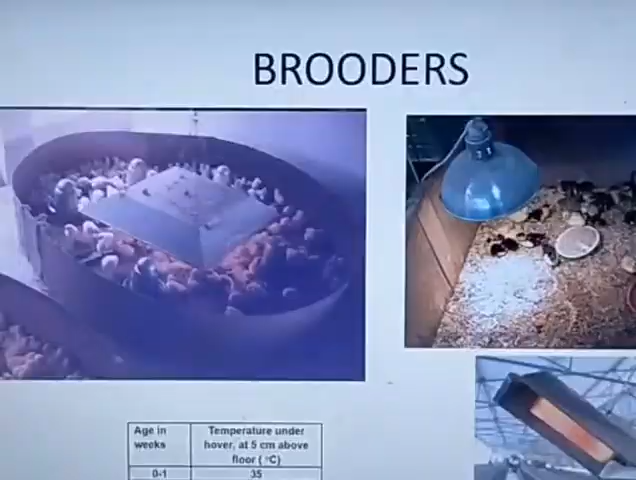 BROODERS
Age in weeks
Temperature under hover, at 5 cm above floor (°C)
0-1
35